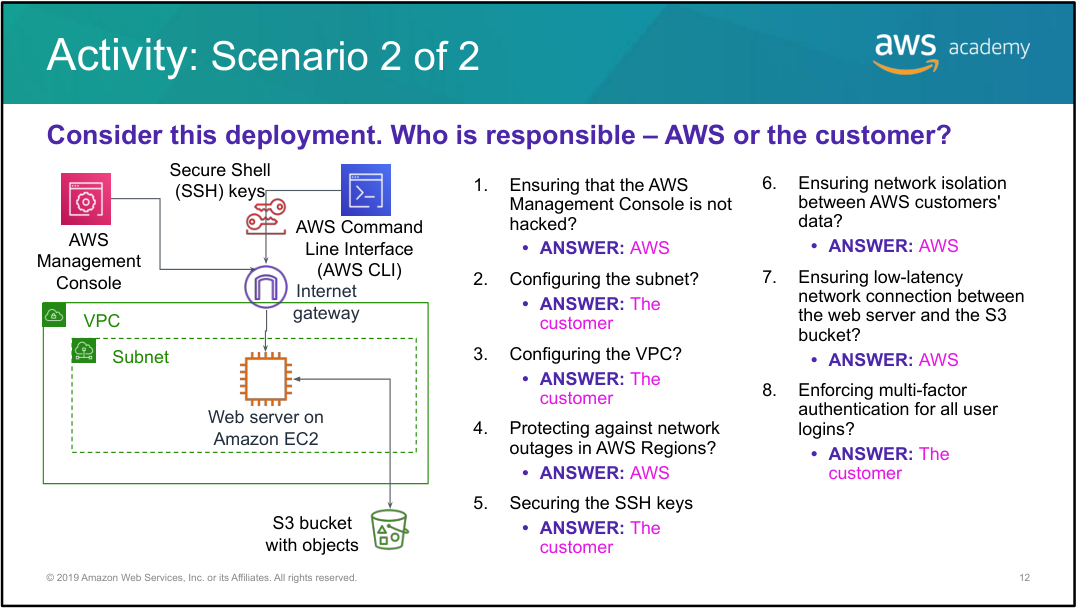 Activity: Scenario 2 of 2
aws academy
Consider this deployment. Who is responsible – AWS or the customer?
Secure Shell
(SSH) keys
AWS
Management
Console
AWS Command
Line Interface
(AWS CLI)
Internet
gateway
VPC
Subnet
Web server on
Amazon EC2
S3 bucket
with objects
1. Ensuring that the AWS
Management Console is not
hacked?
• ANSWER: AWS
2. Configuring the subnet?
• ANSWER: The
customer
3. Configuring the VPC?
• ANSWER: The
customer
4. Protecting against network
outages in AWS Regions?
• ANSWER: AWS
5. Securing the SSH keys
• ANSWER: The
customer
6. Ensuring network isolation
between AWS customers'
data?
• ANSWER: AWS
7. Ensuring low-latency
network connection between
the web server and the S3
bucket?
• ANSWER: AWS
8. Enforcing multi-factor
authentication for all user
logins?
• ANSWER: The
customer
© 2019 Amazon Web Services, Inc. or its Affiliates. All rights reserved.
12